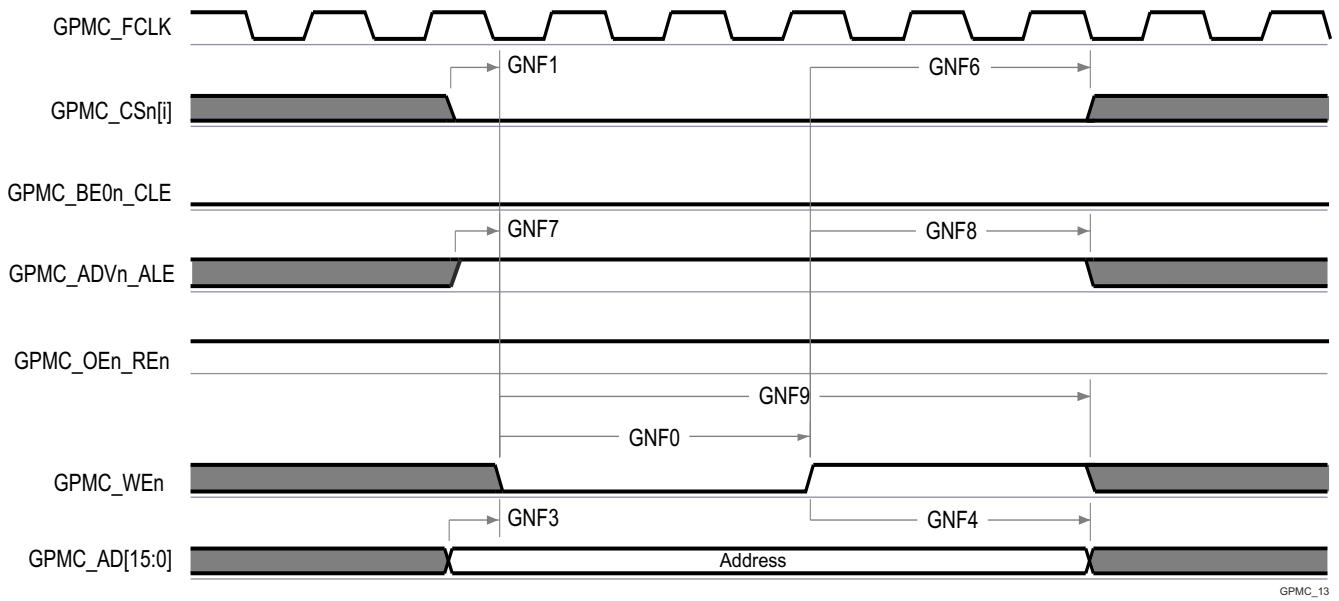 GPMC_FCLK
GNF1
GNF6
GPMC_CSn[i]
GPMC_BE0n_CLE
GNF7
GNF8
GPMC_ADVn_ALE
GPMC_OEn_REn
GNF9
GNF0
GPMC_WEn
GNF3
GNF4
GPMC_AD[15:0]
Address
GPMC_13